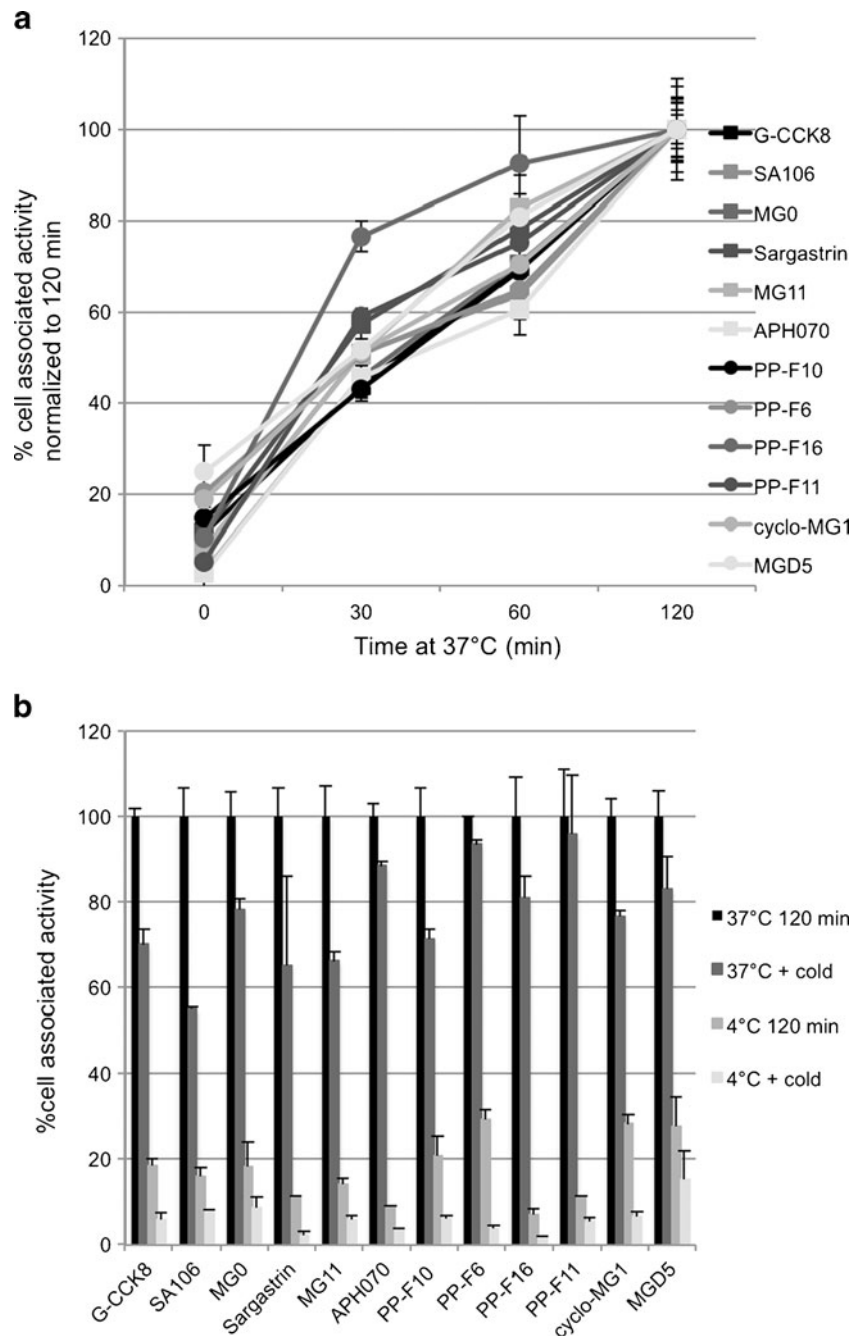 a
120
100
80
60
40
20
0
% cell associated activity
normalized to 120 min
0 30 60 120
Time at 37°C (min)
G-CCK8
SA106
MG0
Sargastrin
MG11
APH070
PP-F10
PP-F6
PP-F16
PP-F11
cyclo-MG1
MGD5
b
120
100
80
60
40
20
0
%cell associated activity
G-CCK8
SA106
MG0
Sargastrin
MG11
APH070
PP-F10
PP-F6
PP-F16
PP-F11
cyclo-MG1
MGD5
37°C 120 min
37°C + cold
4°C 120 min
4°C + cold